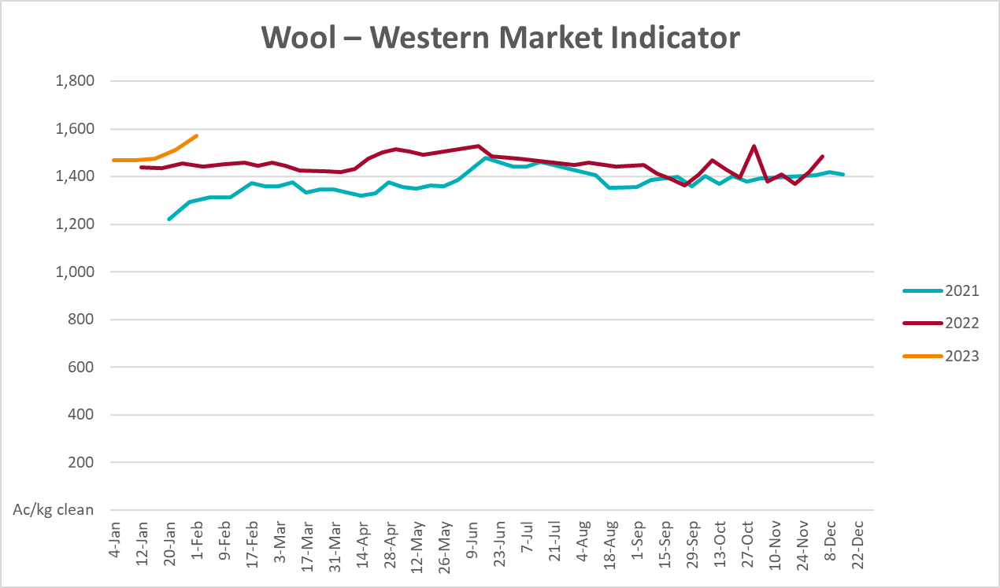 Wool – Western Market Indicator
1,800
1,600
1,400
1,200
1,000
800
600
400
200
Ac/kg clean
4-Jan
12-Jan
20-Jan
1-Feb
9-Feb
17-Feb
3-Mar
17-Mar
31-Mar
14-Apr
28-Apr
12-May
26-May
9-Jun
23-Jun
7-Jul
21-Jul
4-Aug
18-Aug
1-Sep
15-Sep
29-Sep
13-Oct
27-Oct
10-Nov
24-Nov
8-Dec
22-Dec
2021
2022
2023